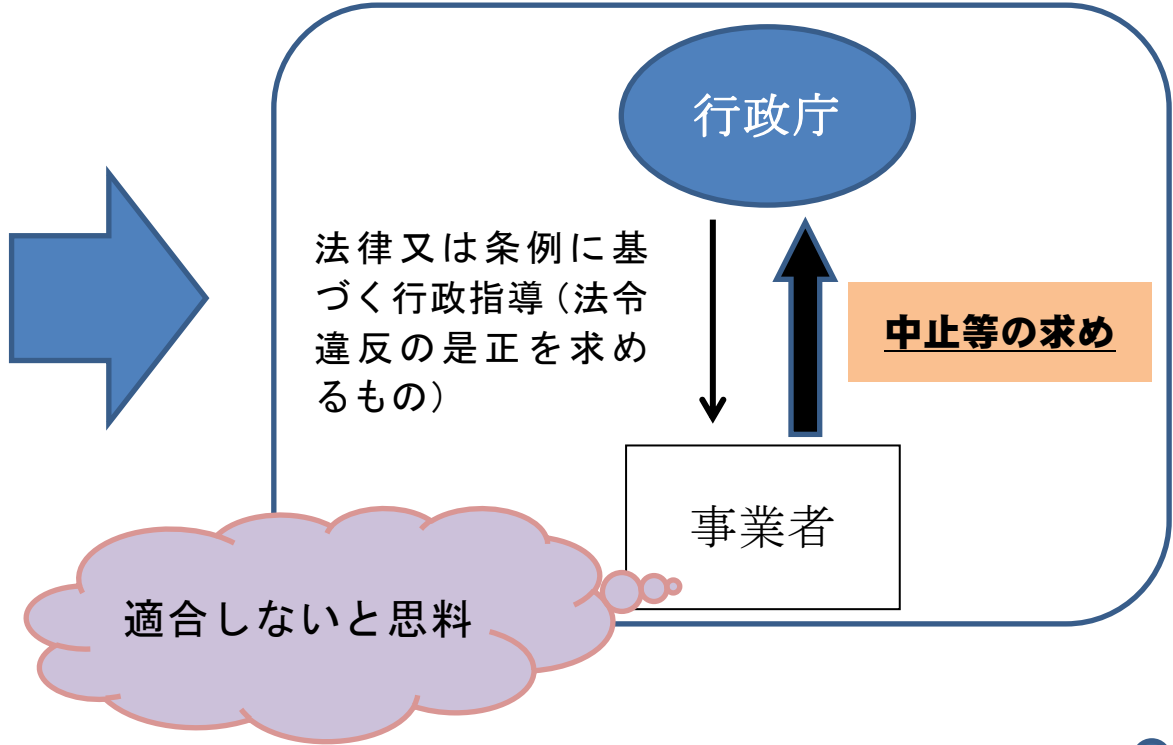 行政庁
法律又は条例に基
づく行政指導（法令
違反の是正を求め
るもの）
中止等の求め
事業者
適合しないと思料